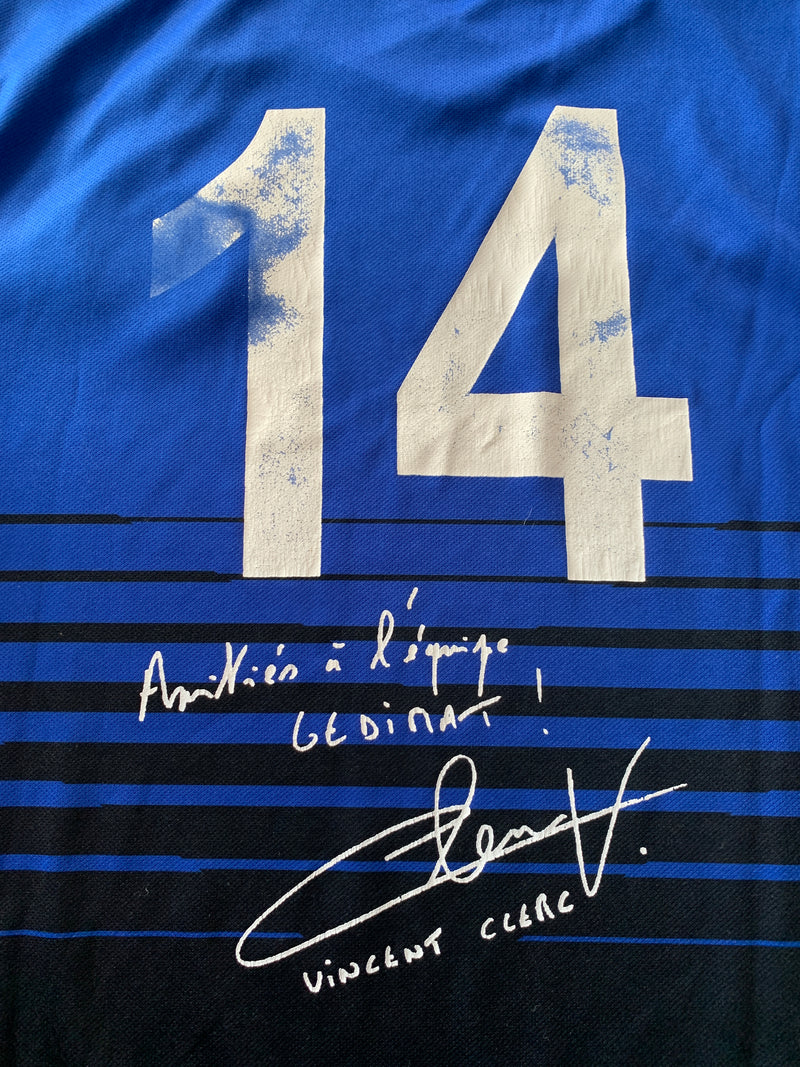 14
Amitiés à l'équipe
GEDIMAT !
Clerc V.
ViNCENT CLERC